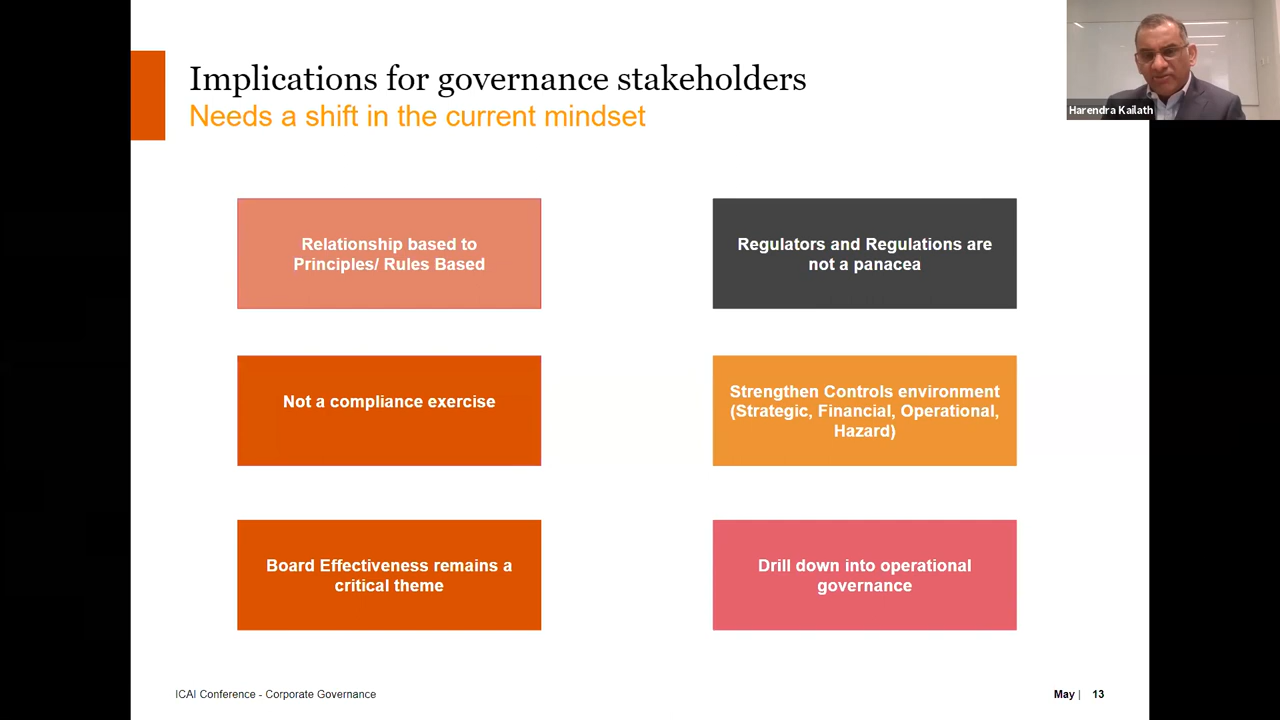 Implications for governance stakeholders
Needs a shift in the current mindset
Harendra Kailath
Relationship based to
Principles/ Rules Based
Regulators and Regulations are
not a panacea
Not a compliance exercise
Strengthen Controls environment
(Strategic, Financial, Operational,
Hazard)
Board Effectiveness remains a
critical theme
Drill down into operational
governance
ICAI Conference - Corporate Governance
May | 13